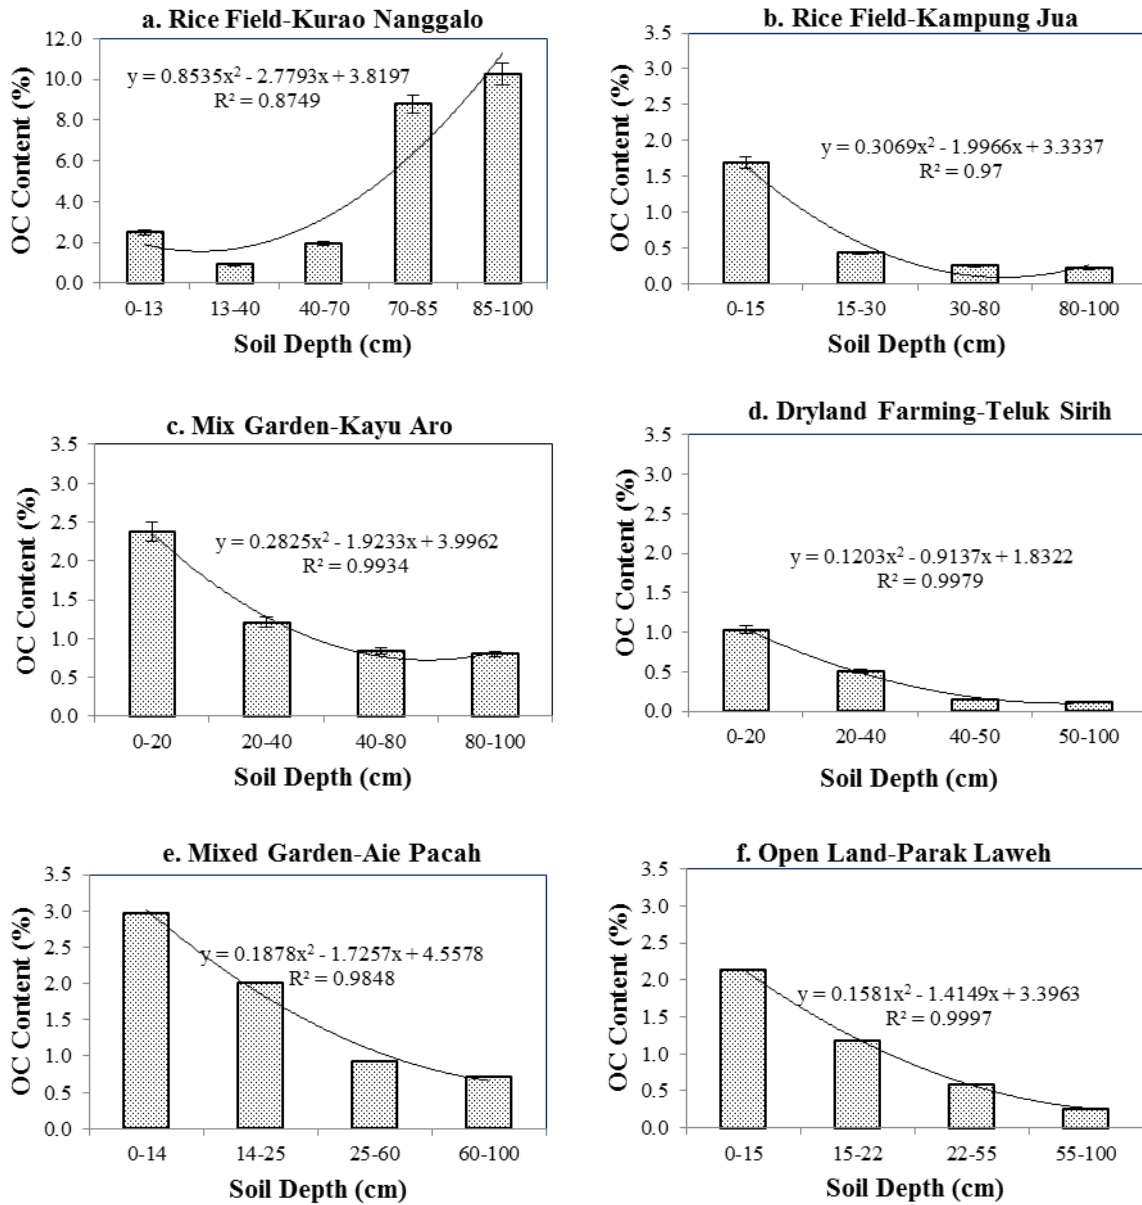 a. Rice Field-Kurao Nanggalo
12.0
10.0
8.0
6.0
4.0
2.0
0.0
OC Content (%)
y = 0.8535x² - 2.7793x + 3.8197
R² = 0.8749
0-13 13-40 40-70 70-85 85-100
Soil Depth (cm)
b. Rice Field-Kampung Jua
3.5
3.0
2.5
2.0
1.5
1.0
0.5
0.0
OC Content (%)
y = 0.3069x² - 1.9966x + 3.3337
R² = 0.97
0-15 15-30 30-80 80-100
Soil Depth (cm)
c. Mix Garden-Kayu Aro
3.5
3.0
2.5
2.0
1.5
1.0
0.5
0.0
OC Content (%)
y = 0.2825x² - 1.9233x + 3.9962
R² = 0.9934
0-20 20-40 40-80 80-100
Soil Depth (cm)
d. Dryland Farming-Teluk Sirih
3.5
3.0
2.5
2.0
1.5
1.0
0.5
0.0
OC Content (%)
y = 0.1203x² - 0.9137x + 1.8322
R² = 0.9979
0-20 20-40 40-50 50-100
Soil Depth (cm)
e. Mixed Garden-Aie Pacah
3.5
3.0
2.5
2.0
1.5
1.0
0.5
0.0
OC Content (%)
y = 0.1878x² - 1.7257x + 4.5578
R² = 0.9848
0-14 14-25 25-60 60-100
Soil Depth (cm)
f. Open Land-Parak Laweh
3.5
3.0
2.5
2.0
1.5
1.0
0.5
0.0
OC Content (%)
y = 0.1581x² - 1.4149x + 3.3963
R² = 0.9997
0-15 15-22 22-55 55-100
Soil Depth (cm)